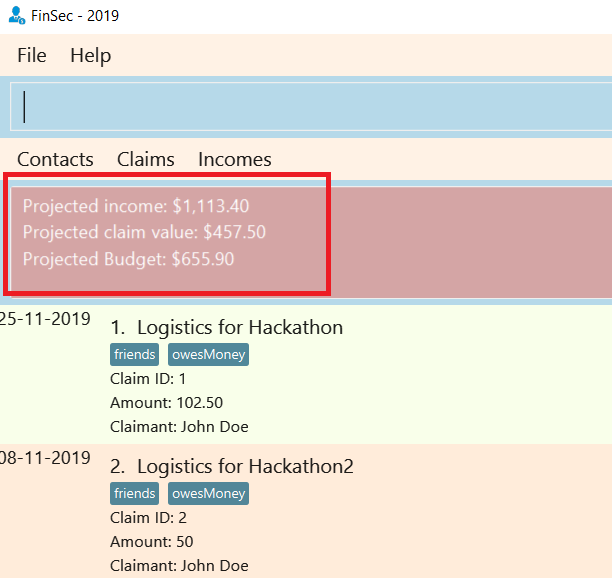 FinSec - 2019
File Help
Contacts Claims Incomes
Projected income: $1,113.40
Projected claim value: $457.50
Projected Budget: $655.90
25-11-2019
1. Logistics for Hackathon
friends owesMoney
Claim ID: 1
Amount: 102.50
Claimant: John Doe
08-11-2019
2. Logistics for Hackathon2
friends owesMoney
Claim ID: 2
Amount: 50
Claimant: John Doe